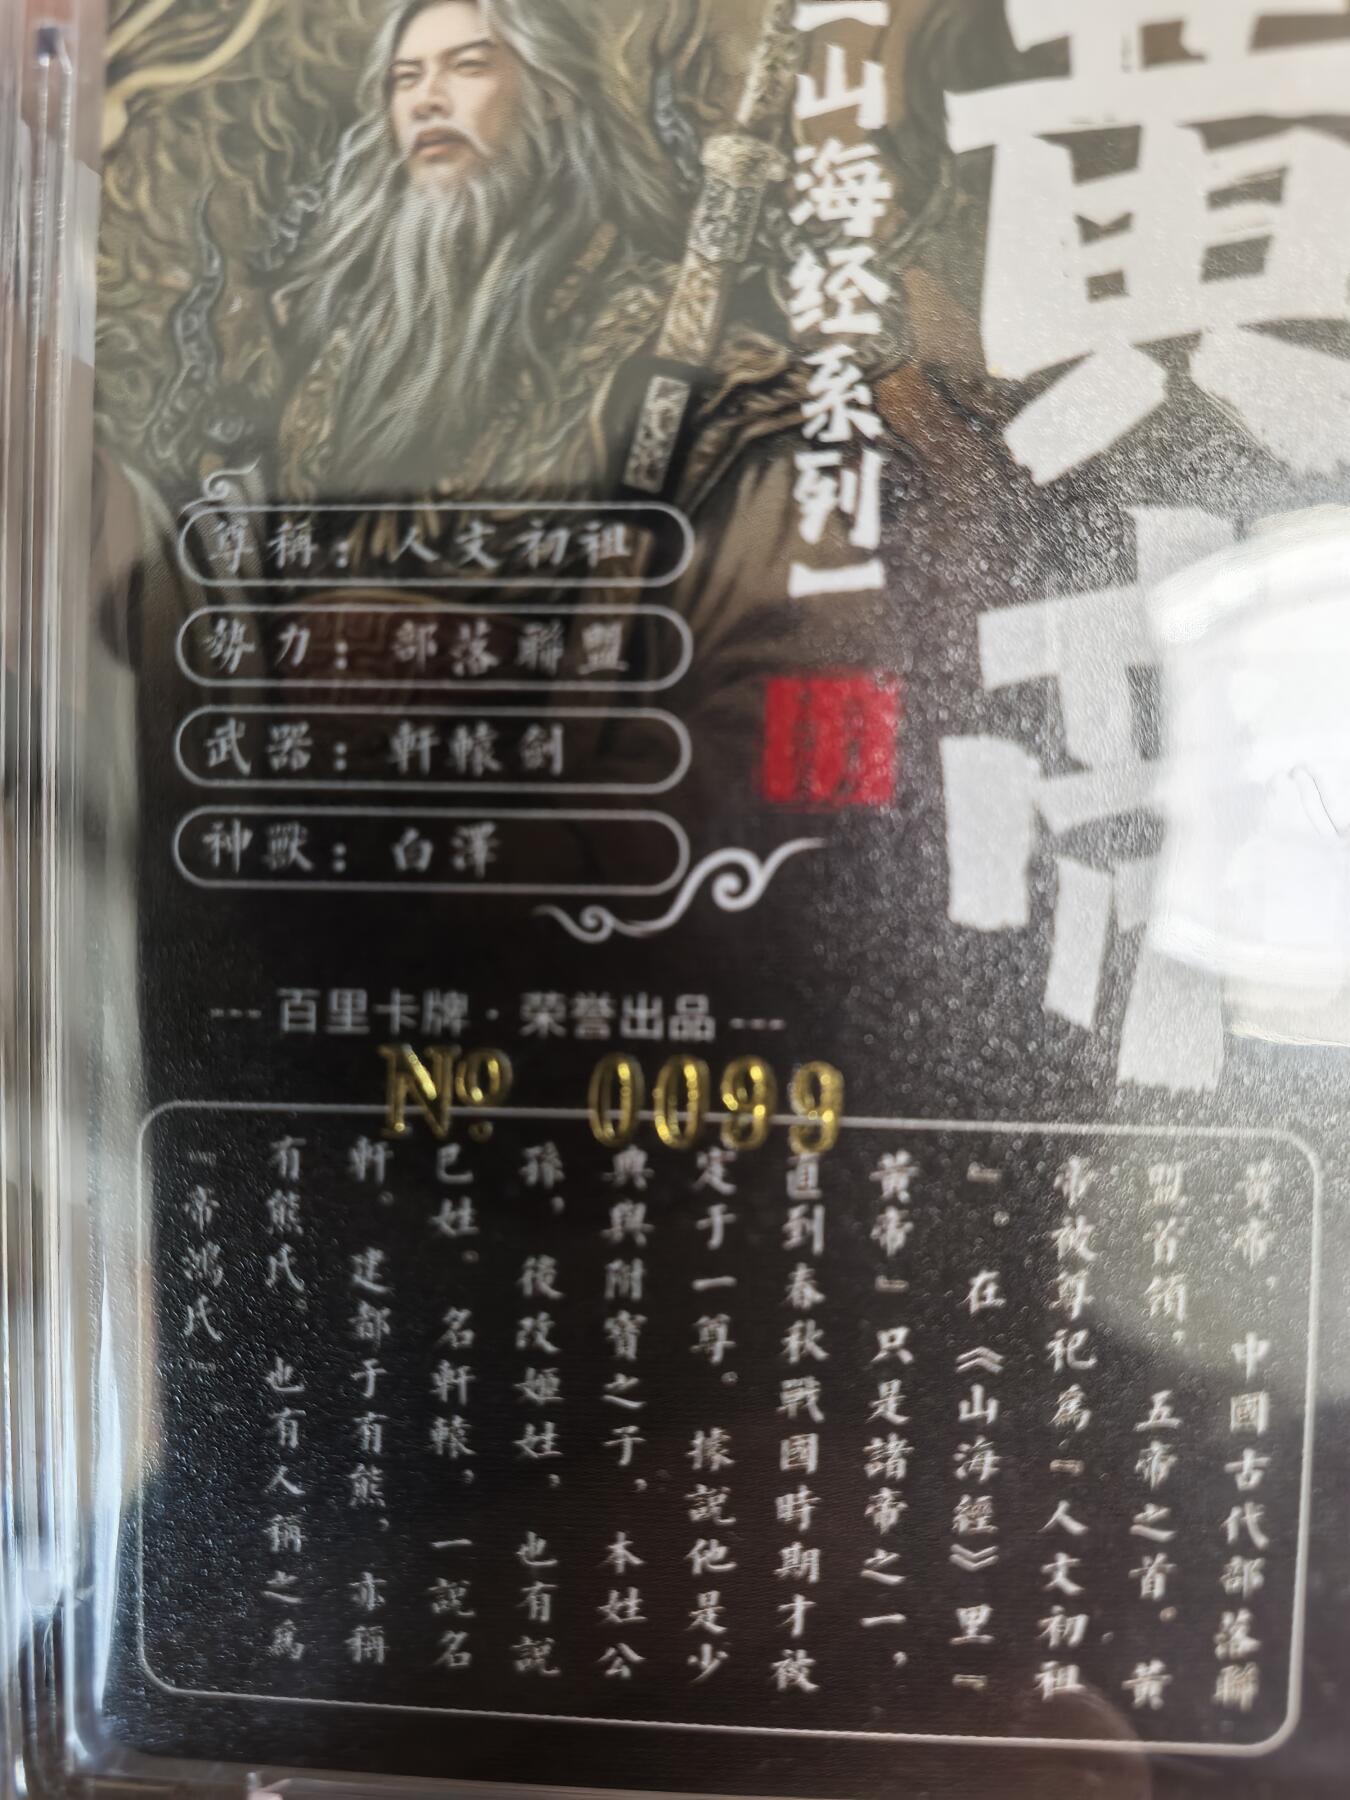 【山海经系列】
黄
尊稱：人文初祖
勢力：部落聯盟
武器：軒轅劍
神獸：白澤
--- 百里卡牌·荣誉出品 ---
№ 0099
黃帝，中國古代部落聯
盟首領，五帝之首。黃
帝被尊祀爲『人文初祖
』。在《山海經》里『
黃帝』只是諸帝之一，
直到春秋戰國時期才被
定于一尊。據說他是少
典與附寶之子，本姓公
孫，後改姬姓，也有說
巳姓。名軒轅，一說名
軒。建都于有熊，亦稱
有熊氏。也有人稱之爲
『帝鴻氏』。